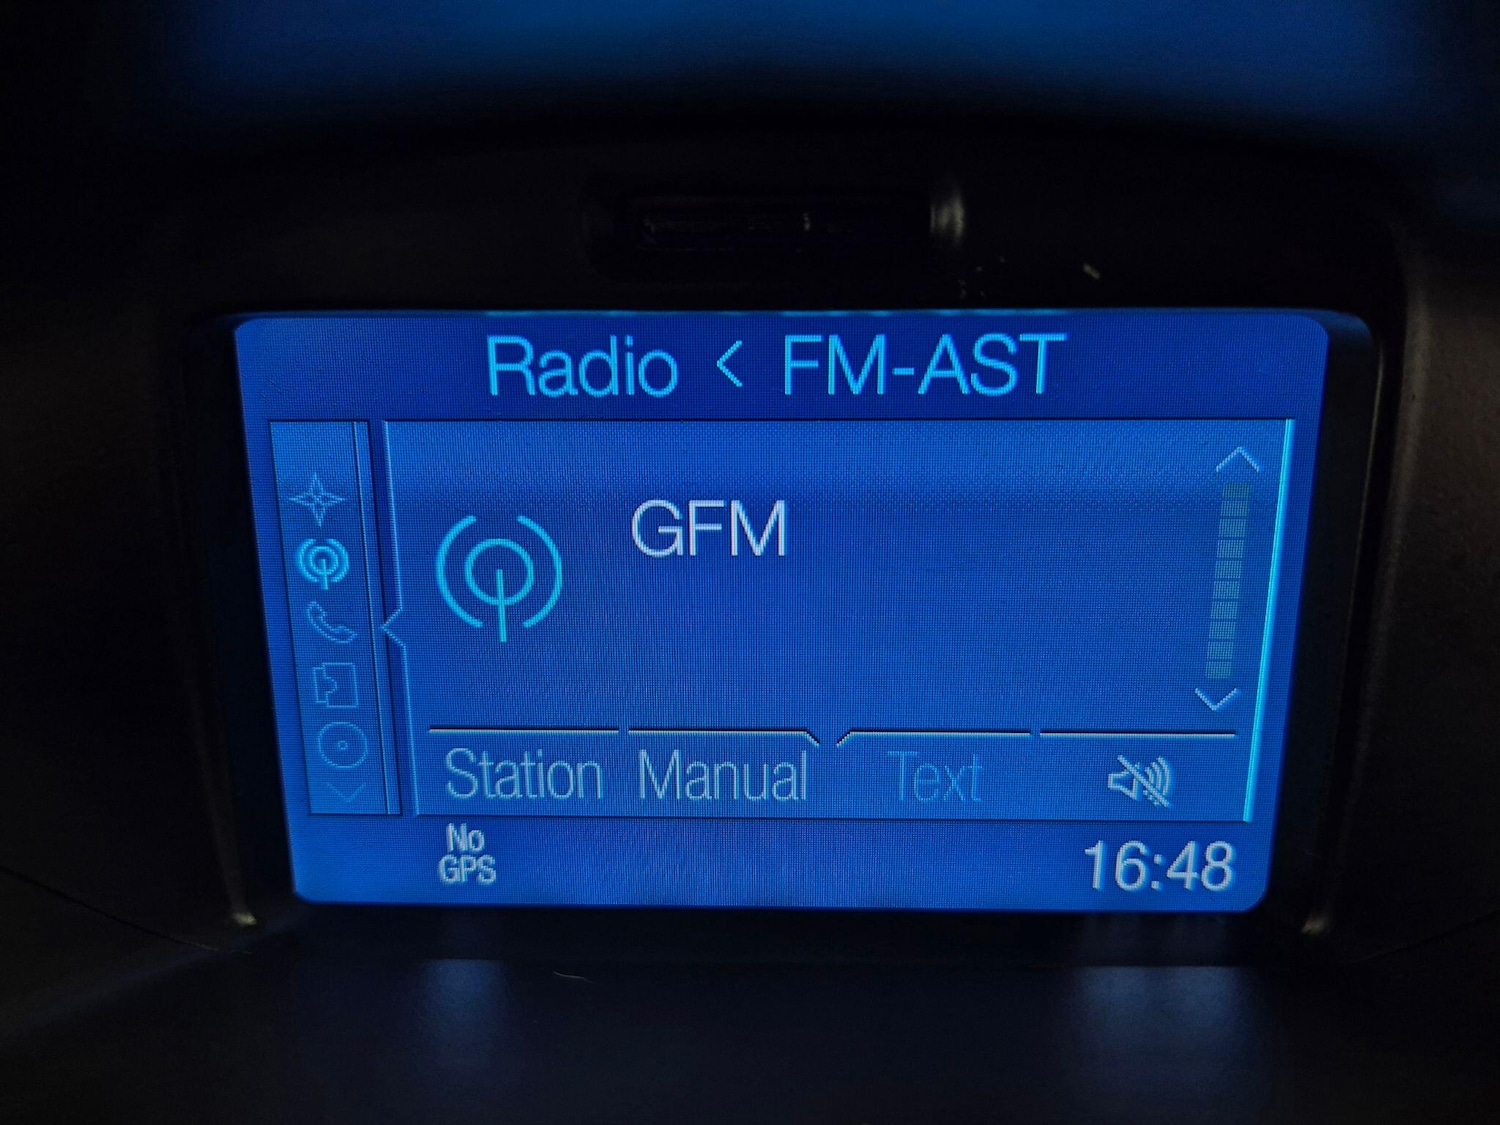 Radio < FM-AST
GFM
Station Manual Text
No
GPS
16:48